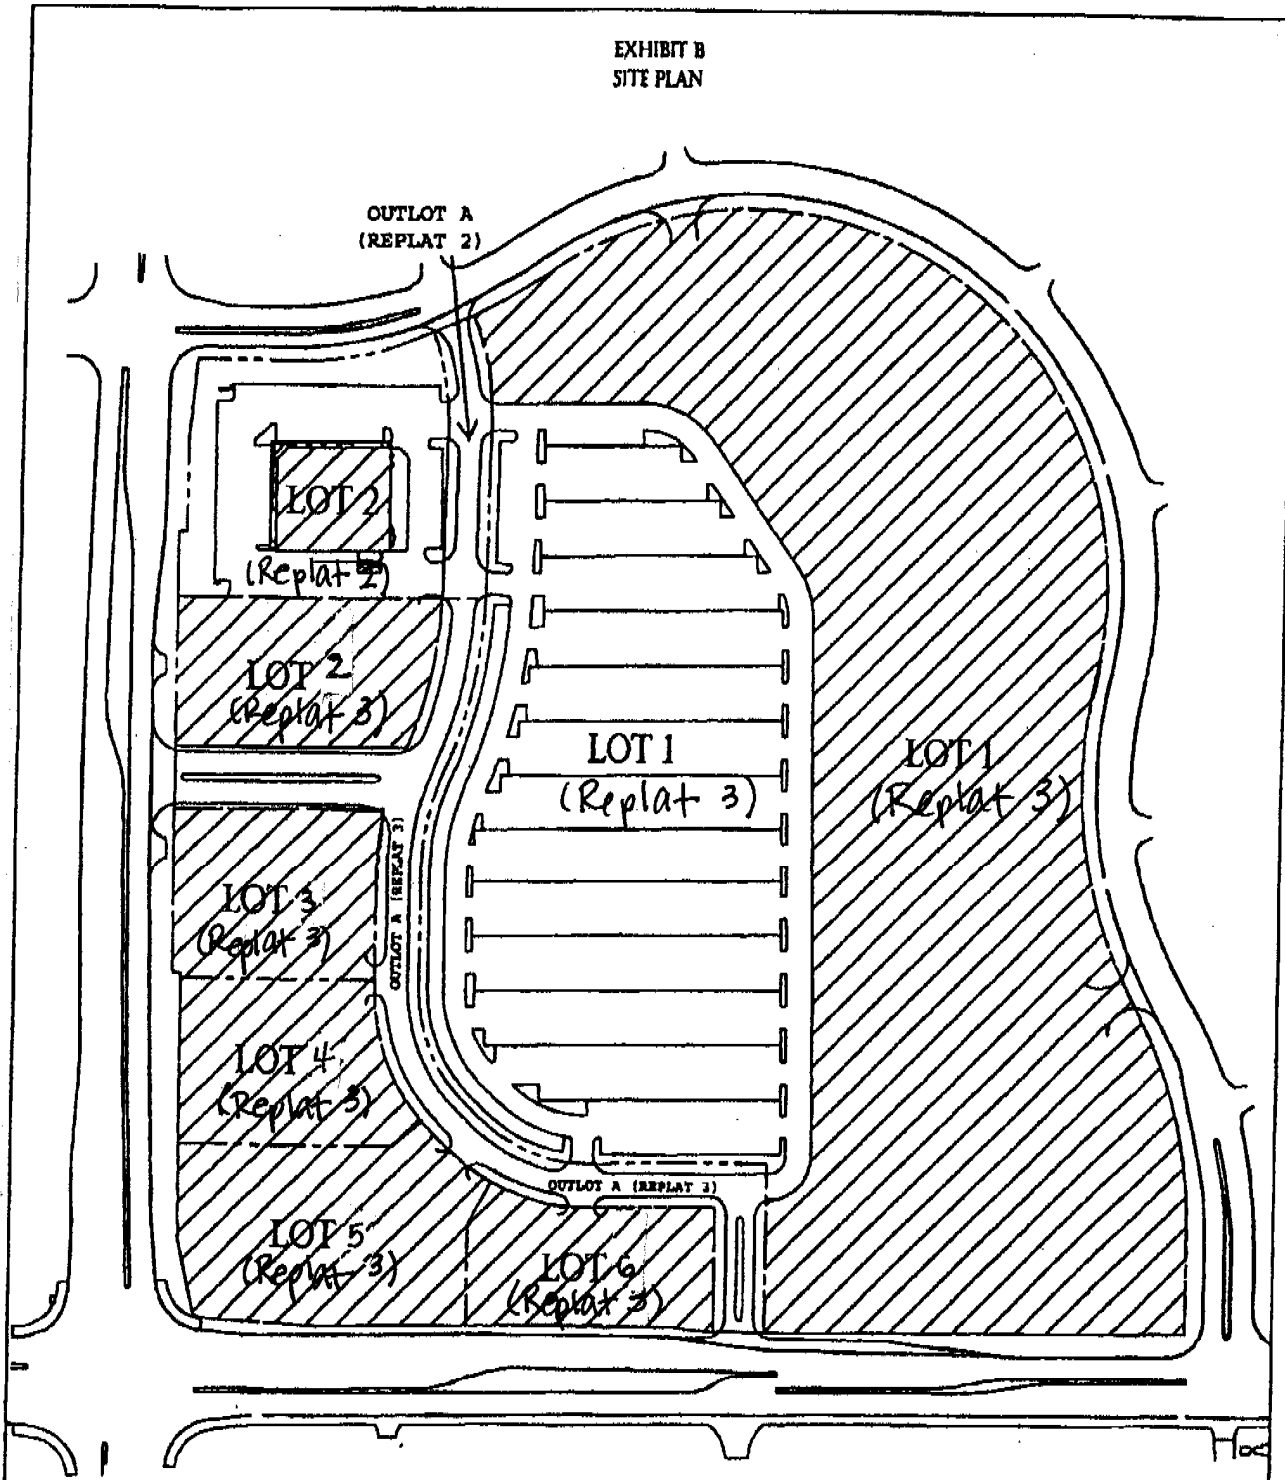 EXHIBIT B
SITE PLAN
OUTLOT A
(REPLAT 2)
LOT 2
(Replat 2)
LOT 2
(Replat 3)
LOT 1
(Replat 3)
LOT 1
(Replat 3)
OUTLOT A (REPLAT 3)
LOT 3
(Replat 3)
LOT 4
(Replat 3)
OUTLOT A (REPLAT 3)
LOT 5
(Replat 3)
LOT 6
(Replat 3)